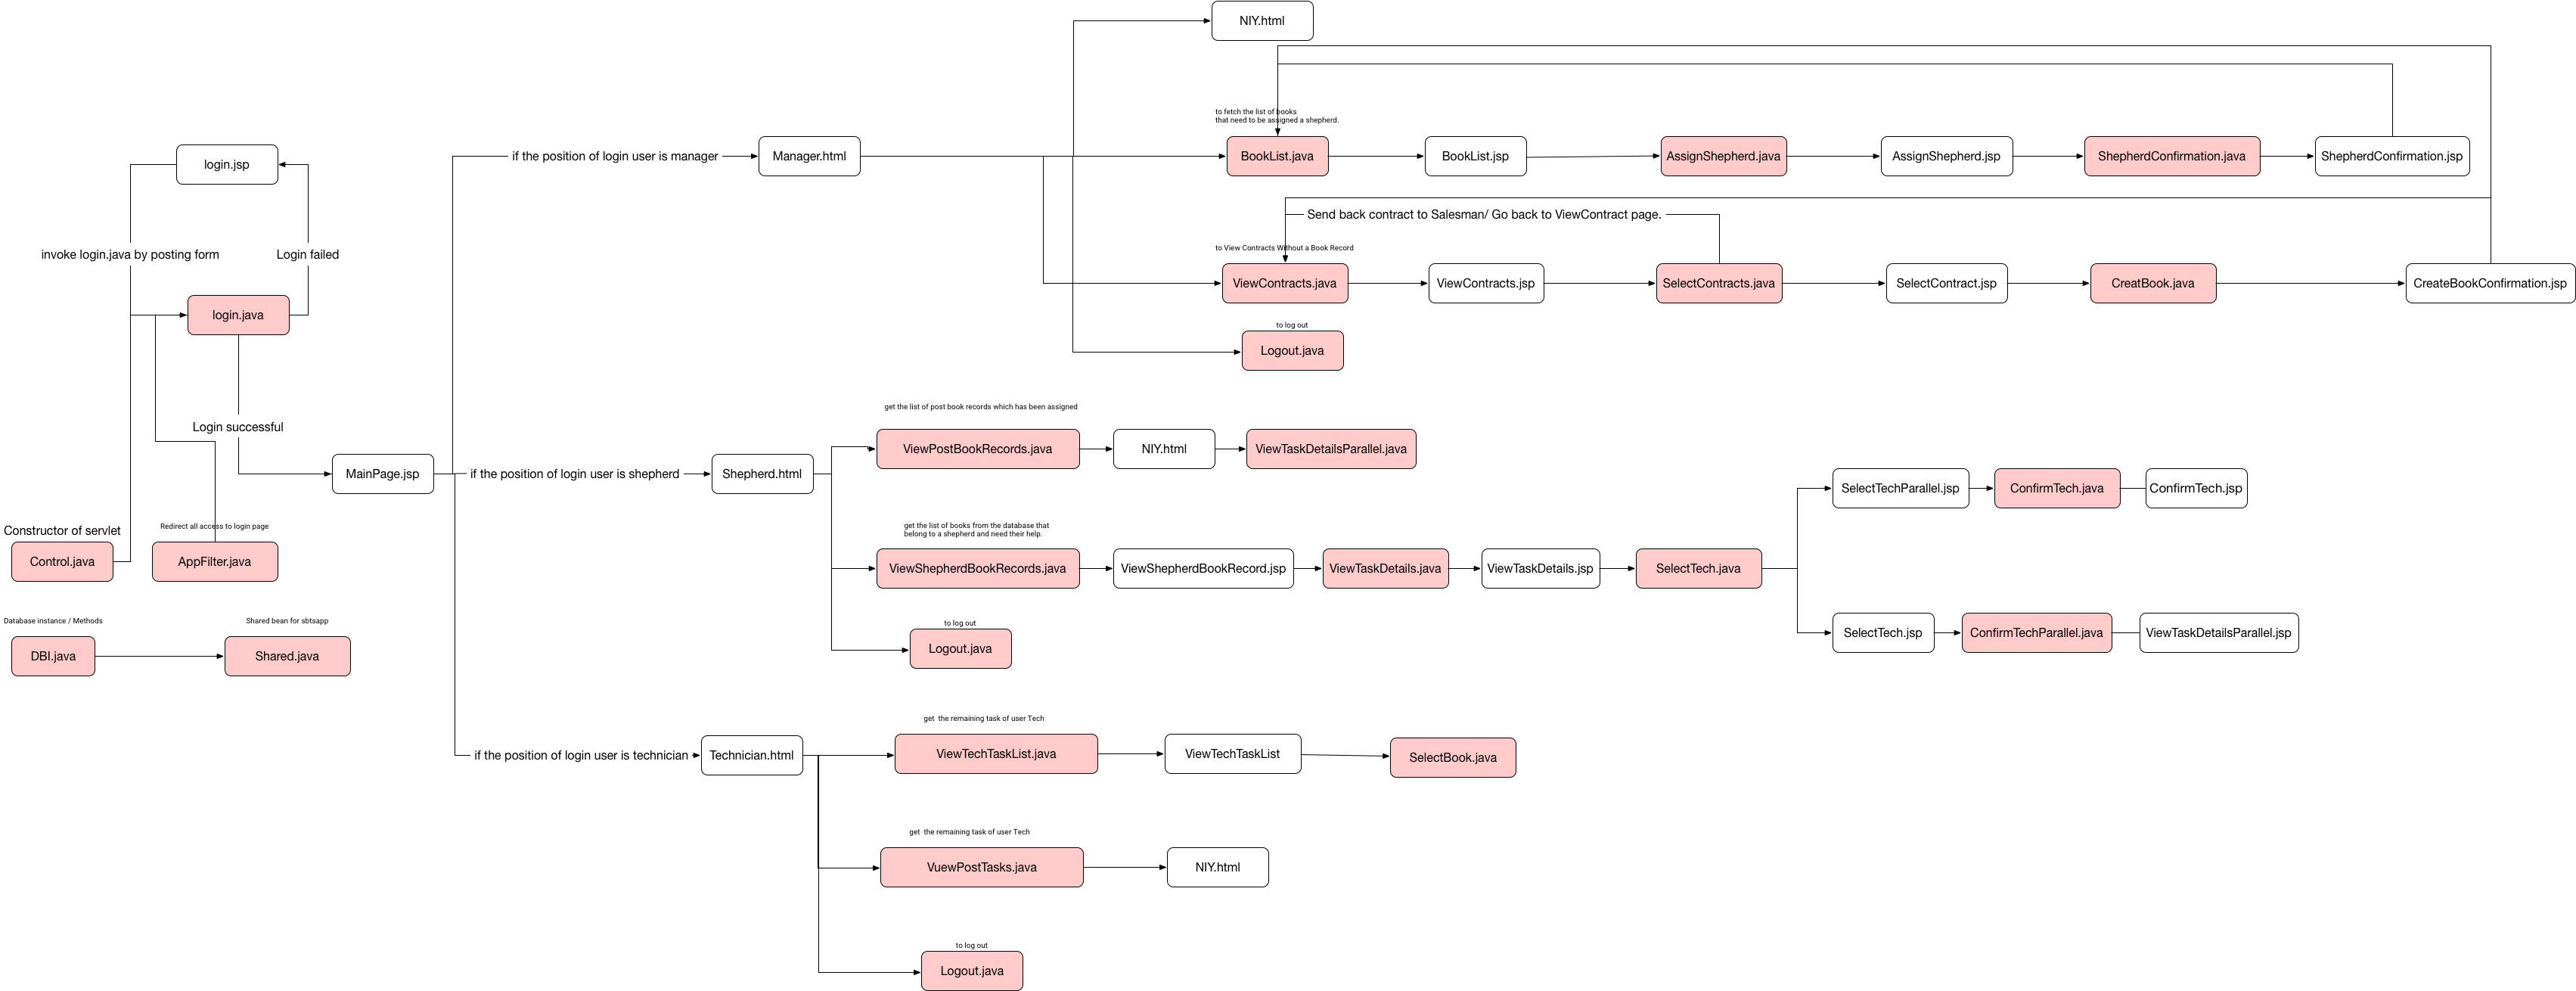 NIY.html
to fetch the list of books
that need to be assigned a shepherd.
login.jsp
if the position of login user is manager
Manager.html
BookList.java
BookList.jsp
AssignShepherd.java
AssignShepherd.jsp
ShepherdConfirmation.java
ShepherdConfirmation.jsp
Send back contract to Salesman/ Go back to ViewContract page.
invoke login.java by posting form
Login failed
to View Contracts Without a Book Record
ViewContracts.java
ViewContracts.jsp
SelectContracts.java
SelectContract.jsp
CreatBook.java
CreateBookConfirmation.jsp
login.java
to log out
Logout.java
Login successful
get the list of post book records which has been assigned
ViewPostBookRecords.java
NIY.html
ViewTaskDetailsParallel.java
MainPage.jsp
if the position of login user is shepherd
Shepherd.html
SelectTechParallel.jsp
ConfirmTech.java
ConfirmTech.jsp
Constructor of servlet
Redirect all access to login page
get the list of books from the database that
belong to a shepherd and need their help.
Control.java
AppFilter.java
ViewShepherdBookRecords.java
ViewShepherdBookRecord.jsp
ViewTaskDetails.java
ViewTaskDetails.jsp
SelectTech.java
Database instance / Methods
Shared bean for sbtsapp
to log out
SelectTech.jsp
ConfirmTechParallel.java
ViewTaskDetailsParallel.jsp
DBI.java
Shared.java
Logout.java
get  the remaining task of user Tech
if the position of login user is technician
Technician.html
ViewTechTaskList.java
ViewTechTaskList
SelectBook.java
get  the remaining task of user Tech
VuewPostTasks.java
NIY.html
to log out
Logout.java